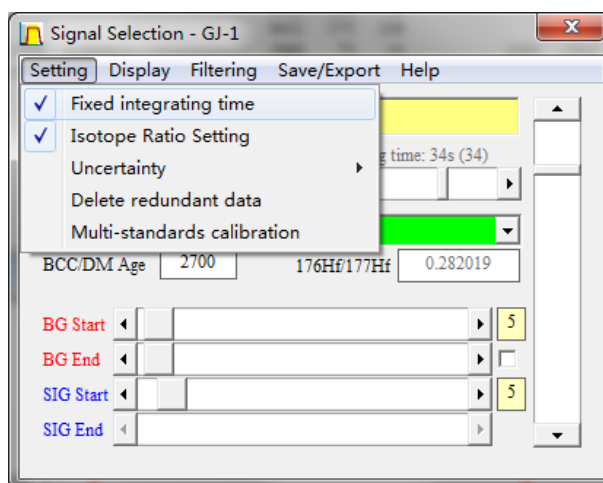 Signal Selection - GJ-1
Setting Display Filtering Save/Export Help
Fixed integrating time
Isotope Ratio Setting
g time: 34s (34)
Uncertainty
Delete redundant data
Multi-standards calibration
BCC/DM Age 2700 176Hf/177Hf 0.282019
BG Start 5
BG End
SIG Start 5
SIG End